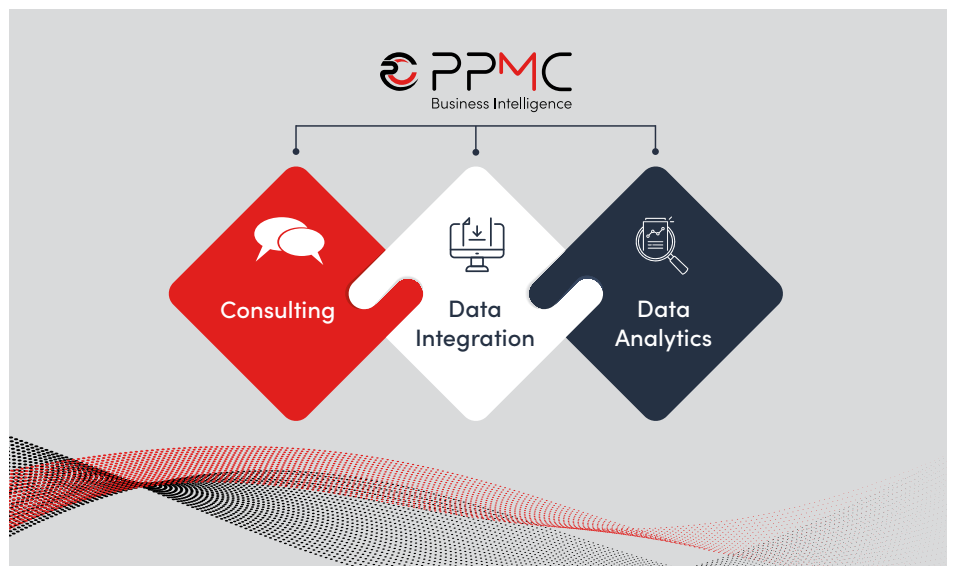 PPMC
Business Intelligence
Consulting
Data
Integration
Data
Analytics